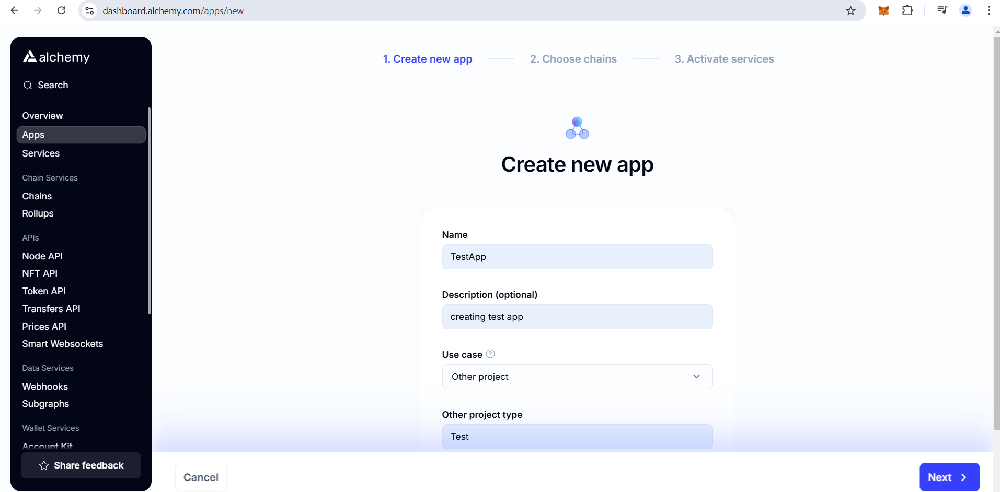 dashboard.alchemy.com/apps/new
alchemy
Search
Overview
Apps
Services
Chain Services
Chains
Rollups
APIs
Node API
NFT API
Token API
Transfers API
Prices API
Smart Websockets
Data Services
Webhooks
Subgraphs
Wallet Services
Account Kit
Share feedback
1. Create new app
2. Choose chains
3. Activate services
Create new app
Name
TestApp
Description (optional)
creating test app
Use case ?
Other project
Other project type
Test
Cancel
Next